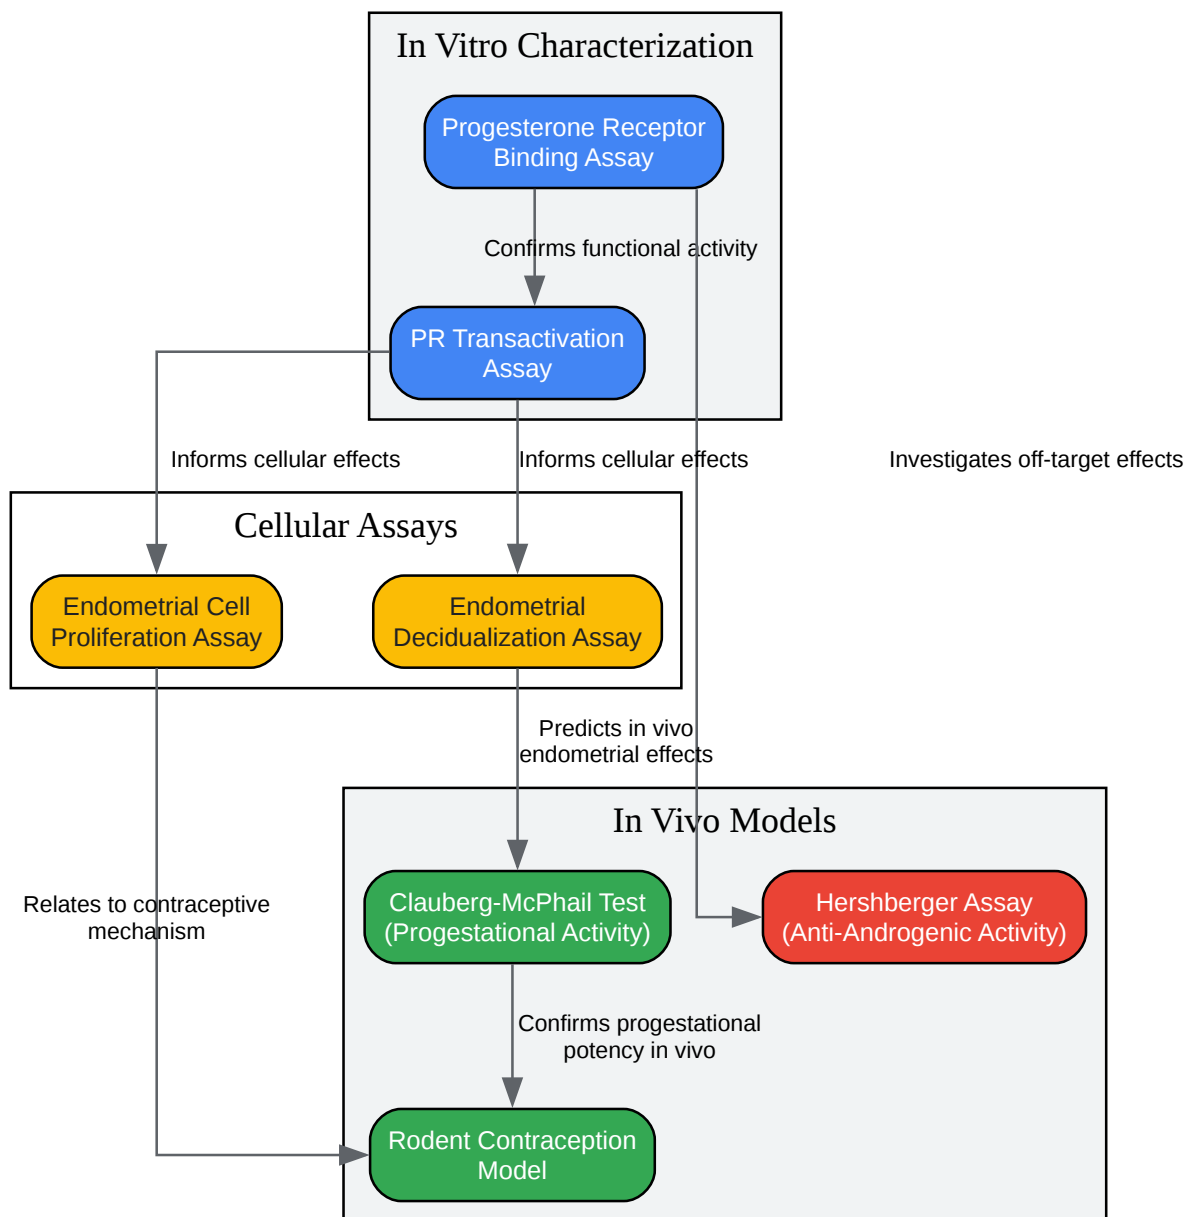 In Vitro Characterization
Progesterone Receptor
Binding Assay
Confirms functional activity
PR Transactivation
Assay
Informs cellular effects
Informs cellular effects
Investigates off-target effects
Cellular Assays
Endometrial Cell
Proliferation Assay
Endometrial
Decidualization Assay
Predicts in vivo
endometrial effects
In Vivo Models
Clauberg-McPhail Test
(Progestational Activity)
Hershberger Assay
(Anti-Androgenic Activity)
Relates to contraceptive
mechanism
Confirms progestational
potency in vivo
Rodent Contraception
Model